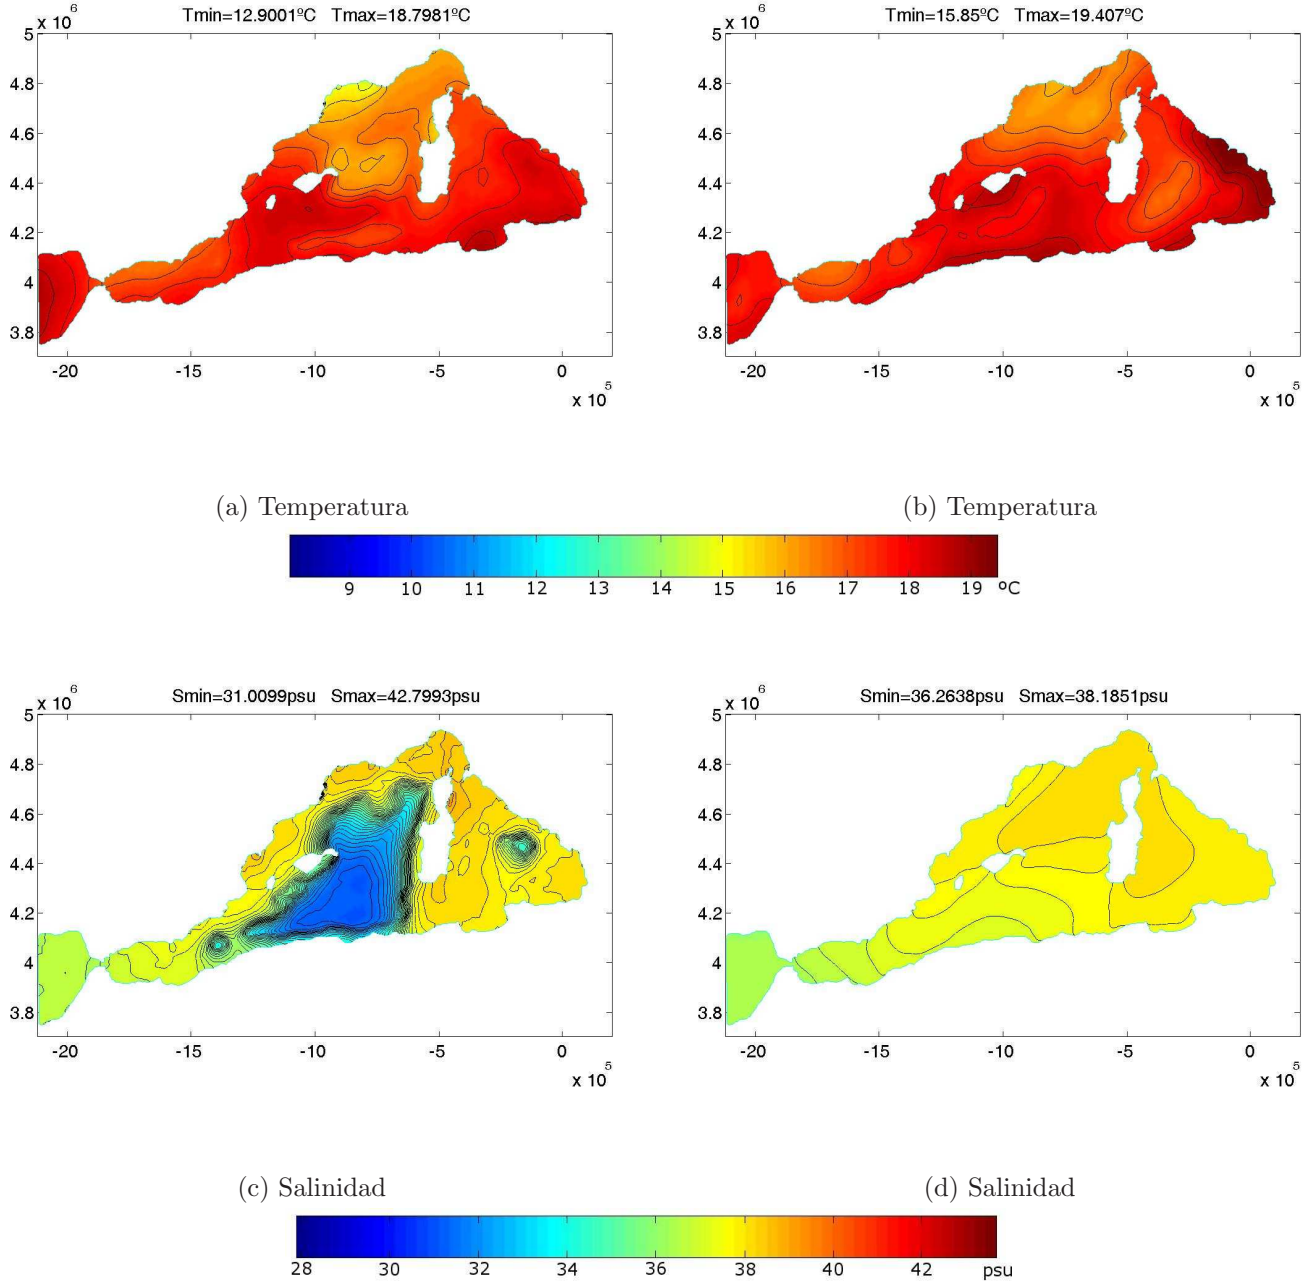 Tmin=12.9001ºC Tmax=18.7981ºC
x 10 6
5
4.8
4.6
4.4
4.2
4
3.8
-20 -15 -10 -5 0
x 10 5
Tmin=15.85ºC Tmax=19.407ºC
x 10 6
5
4.8
4.6
4.4
4.2
4
3.8
-20 -15 -10 -5 0
x 10 5
(a) Temperatura
(b) Temperatura
9 10 11 12 13 14 15 16 17 18 19 ºC
Smin=31.0099psu Smax=42.7993psu
x 10 6
5
4.8
4.6
4.4
4.2
4
3.8
-20 -15 -10 -5 0
x 10 5
Smin=36.2638psu Smax=38.1851psu
x 10 6
5
4.8
4.6
4.4
4.2
4
3.8
-20 -15 -10 -5 0
x 10 5
(c) Salinidad
(d) Salinidad
28 30 32 34 36 38 40 42 psu